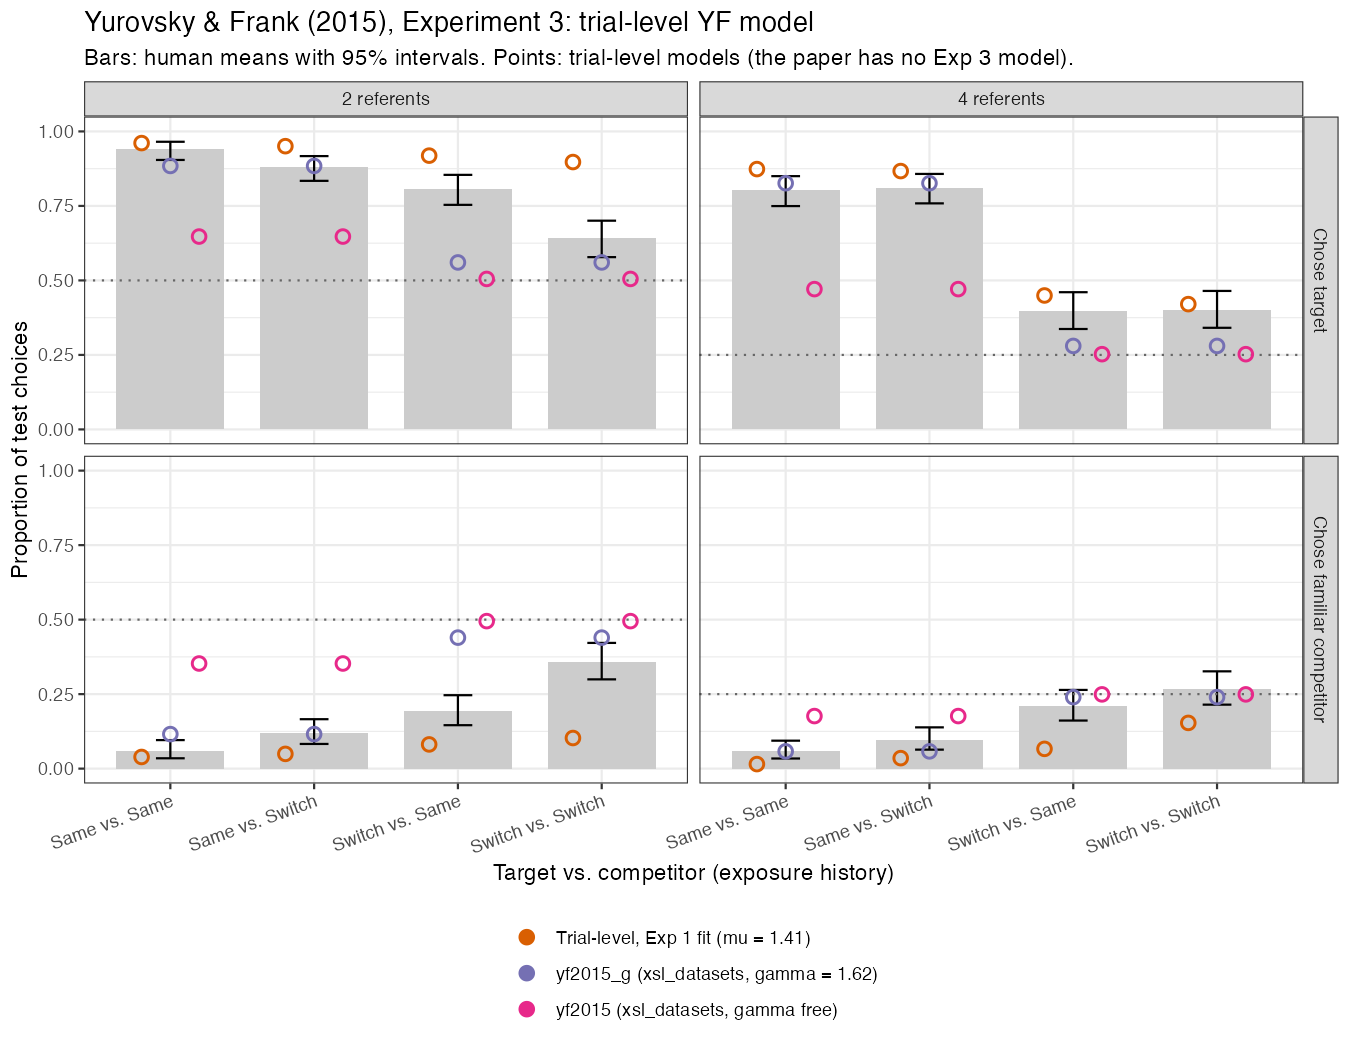 Yurovsky & Frank (2015), Experiment 3: trial-level YF model
Bars: human means with 95% intervals. Points: trial-level models (the paper has no Exp 3 model).
2 referents
4 referents
1.00
0.75
0.50
0.25
0.00
Chose target
1.00
0.75
0.50
0.25
0.00
Chose familiar competitor
Proportion of test choices
Same vs. Same
Same vs. Switch
Switch vs. Same
Switch vs. Switch
Same vs. Same
Same vs. Switch
Switch vs. Same
Switch vs. Switch
Target vs. competitor (exposure history)
Trial-level, Exp 1 fit (mu = 1.41)
yf2015_g (xsl_datasets, gamma = 1.62)
yf2015 (xsl_datasets, gamma free)